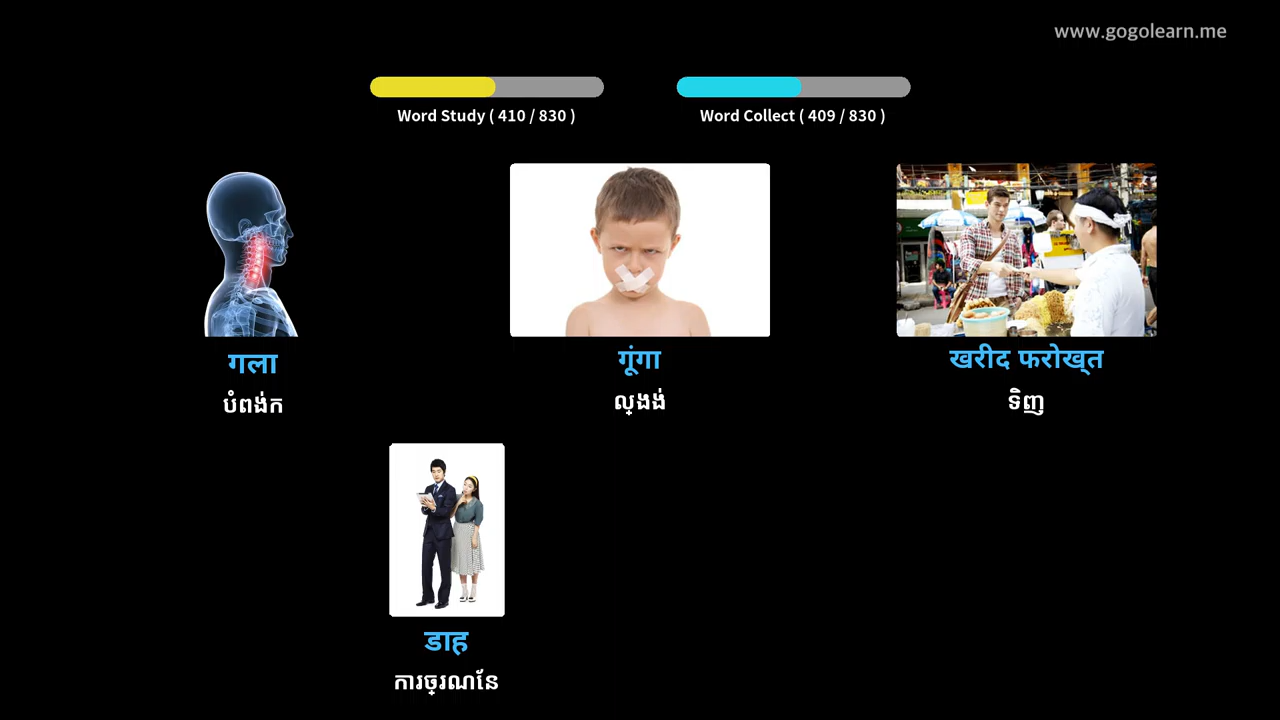 www.gogolearn.me
Word Study ( 410 / 830 )
Word Collect ( 409 / 830 )
गला
បំពង់ក
गूंगा
ល្ងង់
खरीद फरोख्त
ទិញ
डाह
ការច្រណែន